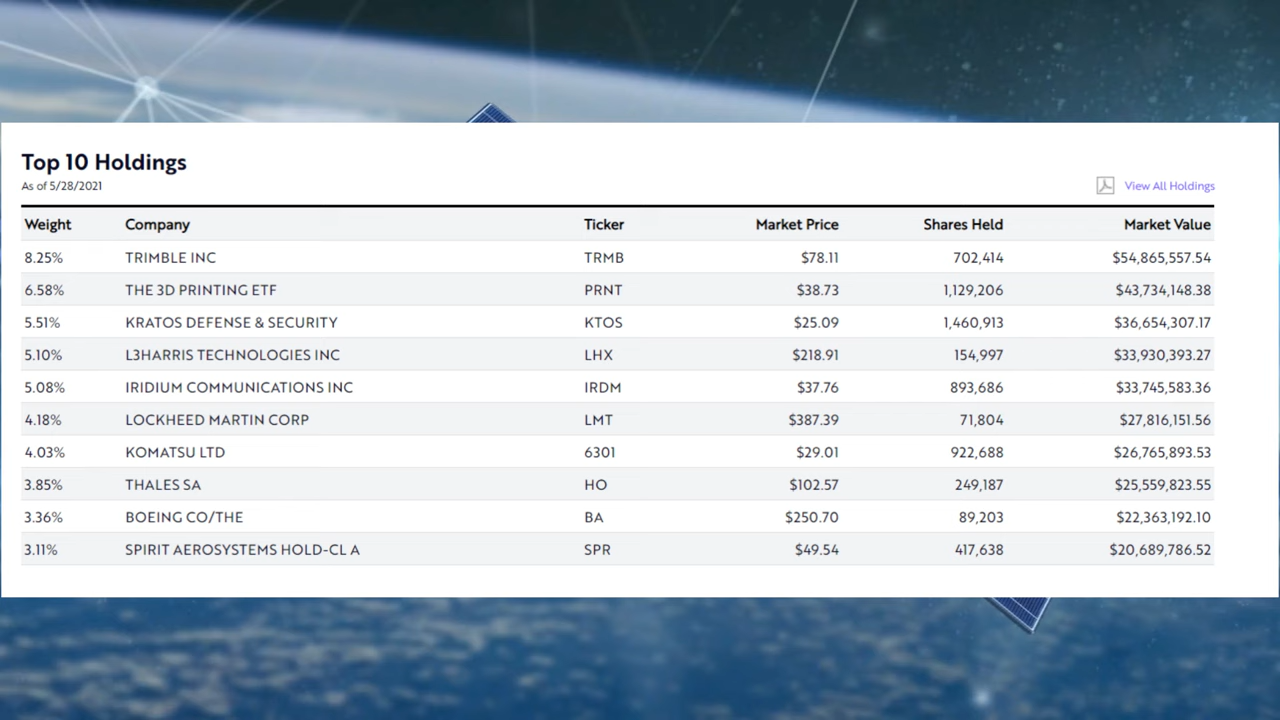 Top 10 Holdings
As of 5/28/2021
View All Holdings
Weight Company Ticker Market Price Shares Held Market Value
8.25% TRIMBLE INC TRMB $78.11 702,414 $54,865,557.54
6.58% THE 3D PRINTING ETF PRNT $38.73 1,129,206 $43,734,148.38
5.51% KRATOS DEFENSE & SECURITY KTOS $25.09 1,460,913 $36,654,307.17
5.10% L3HARRIS TECHNOLOGIES INC LHX $218.91 154,997 $33,930,393.27
5.08% IRIDIUM COMMUNICATIONS INC IRDM $37.76 893,686 $33,745,583.36
4.18% LOCKHEED MARTIN CORP LMT $387.39 71,804 $27,816,151.56
4.03% KOMATSU LTD 6301 $29.01 922,688 $26,765,893.53
3.85% THALES SA HO $102.57 249,187 $25,559,823.55
3.36% BOEING CO/THE BA $250.70 89,203 $22,363,192.10
3.11% SPIRIT AEROSYSTEMS HOLD-CL A SPR $49.54 417,638 $20,689,786.52